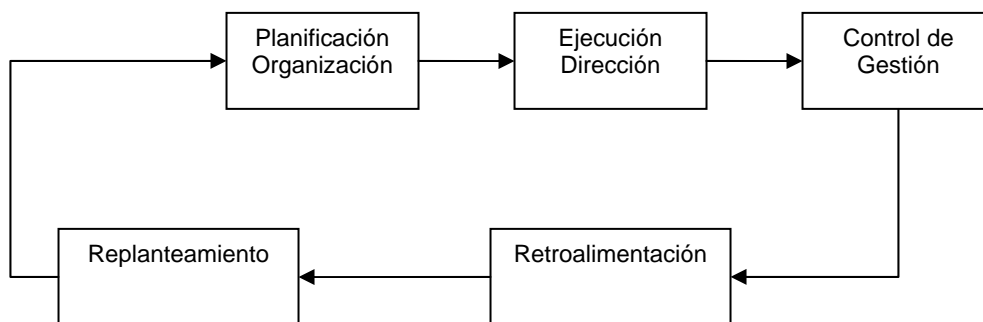 Planificación
Organización
Ejecución
Dirección
Control de
Gestión
Replanteamiento
Retroalimentación